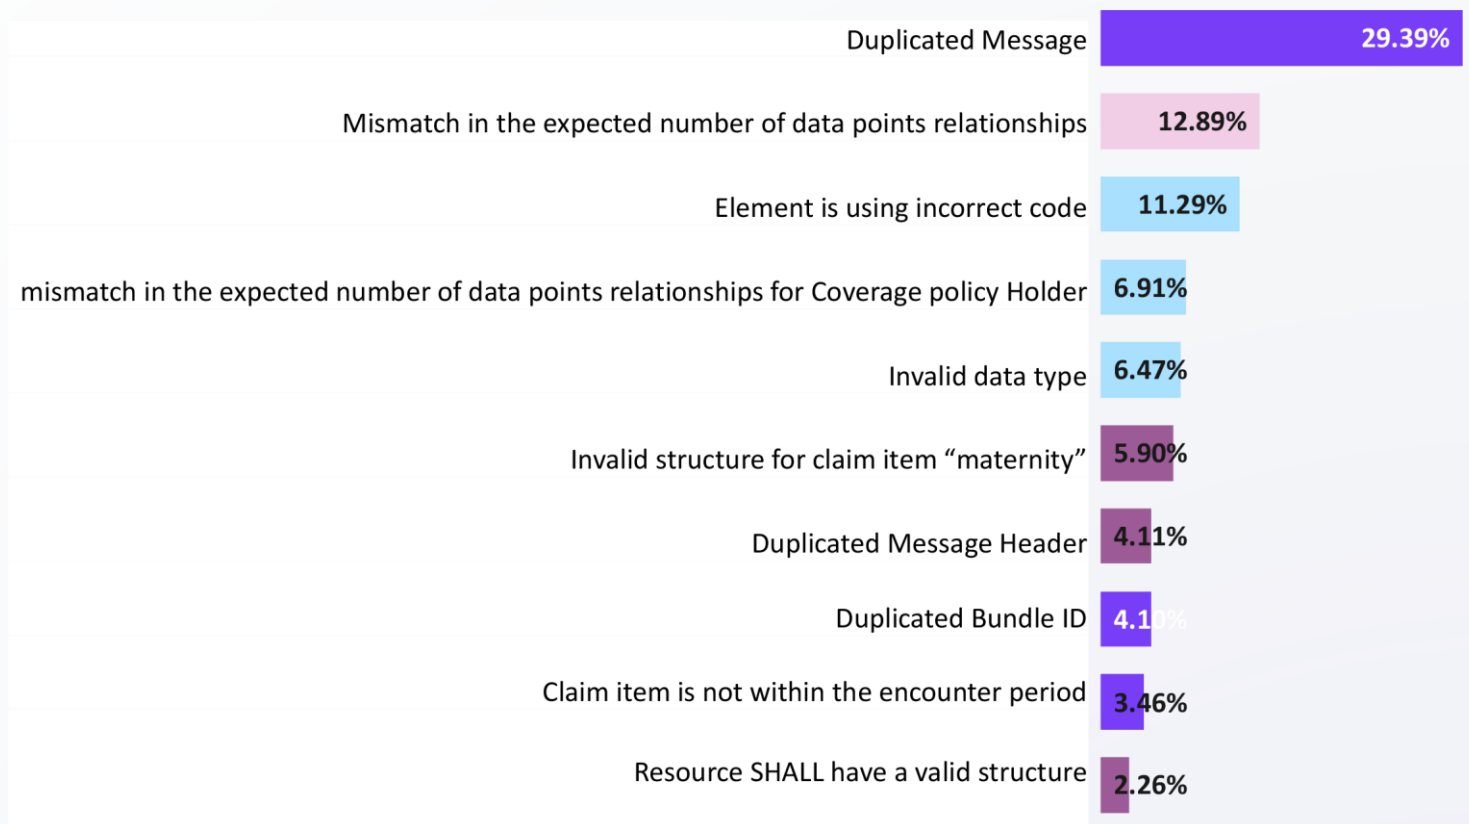 Duplicated Message 29.39%
Mismatch in the expected number of data points relationships 12.89%
Element is using incorrect code 11.29%
mismatch in the expected number of data points relationships for Coverage policy Holder 6.91%
Invalid data type 6.47%
Invalid structure for claim item “maternity” 5.90%
Duplicated Message Header 4.11%
Duplicated Bundle ID 4.10%
Claim item is not within the encounter period 3.46%
Resource SHALL have a valid structure 2.26%